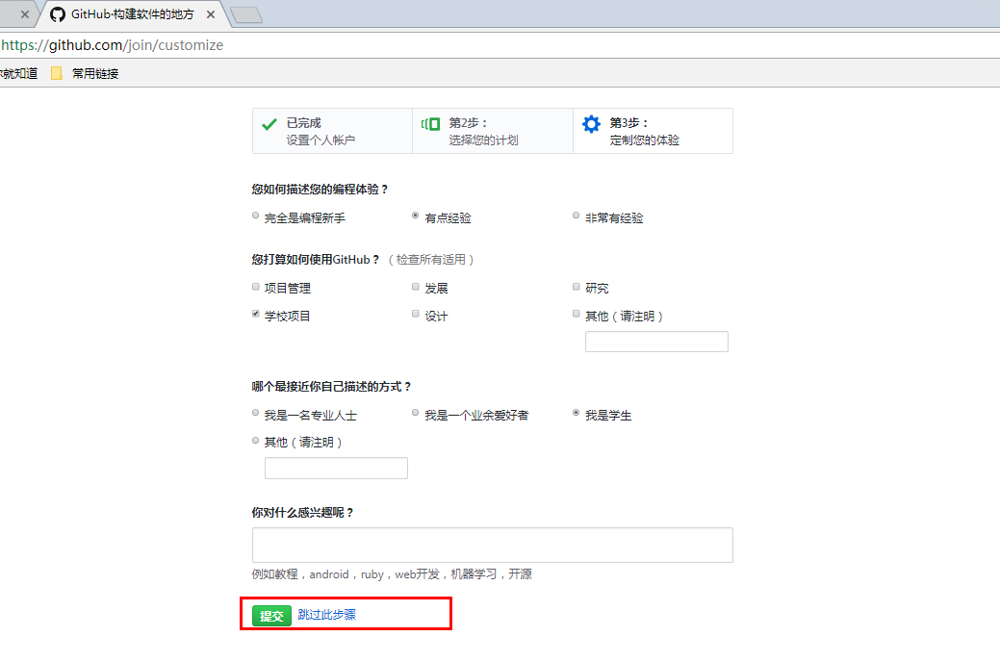 GitHub·构建软件的地方
https://github.com/join/customize
你就知道 常用链接
已完成
设置个人帐户
第2步：
选择您的计划
第3步：
定制您的体验
您如何描述您的编程体验？
完全是编程新手 有点经验 非常有经验
您打算如何使用GitHub？（检查所有适用）
项目管理 发展 研究
学校项目 设计 其他（请注明）
哪个最接近你自己描述的方式？
我是一名专业人士 我是一个业余爱好者 我是学生
其他（请注明）
你对什么感兴趣呢？
例如教程，android，ruby，web开发，机器学习，开源
提交 跳过此步骤